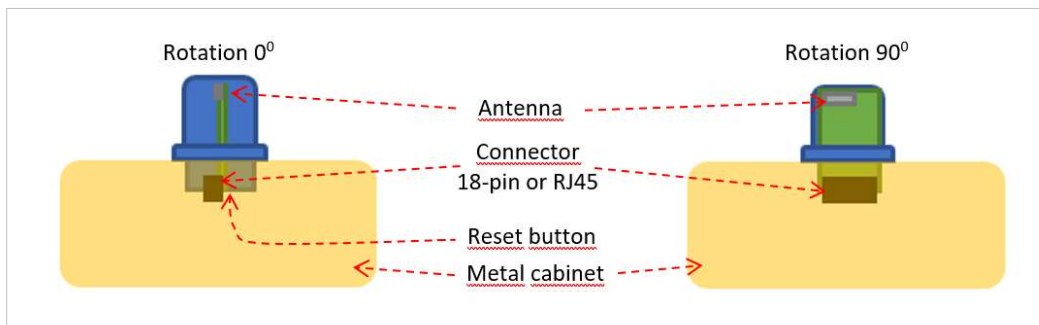 Rotation 0⁰
Rotation 90⁰
Antenna
Connector
18-pin or RJ45
Reset button
Metal cabinet